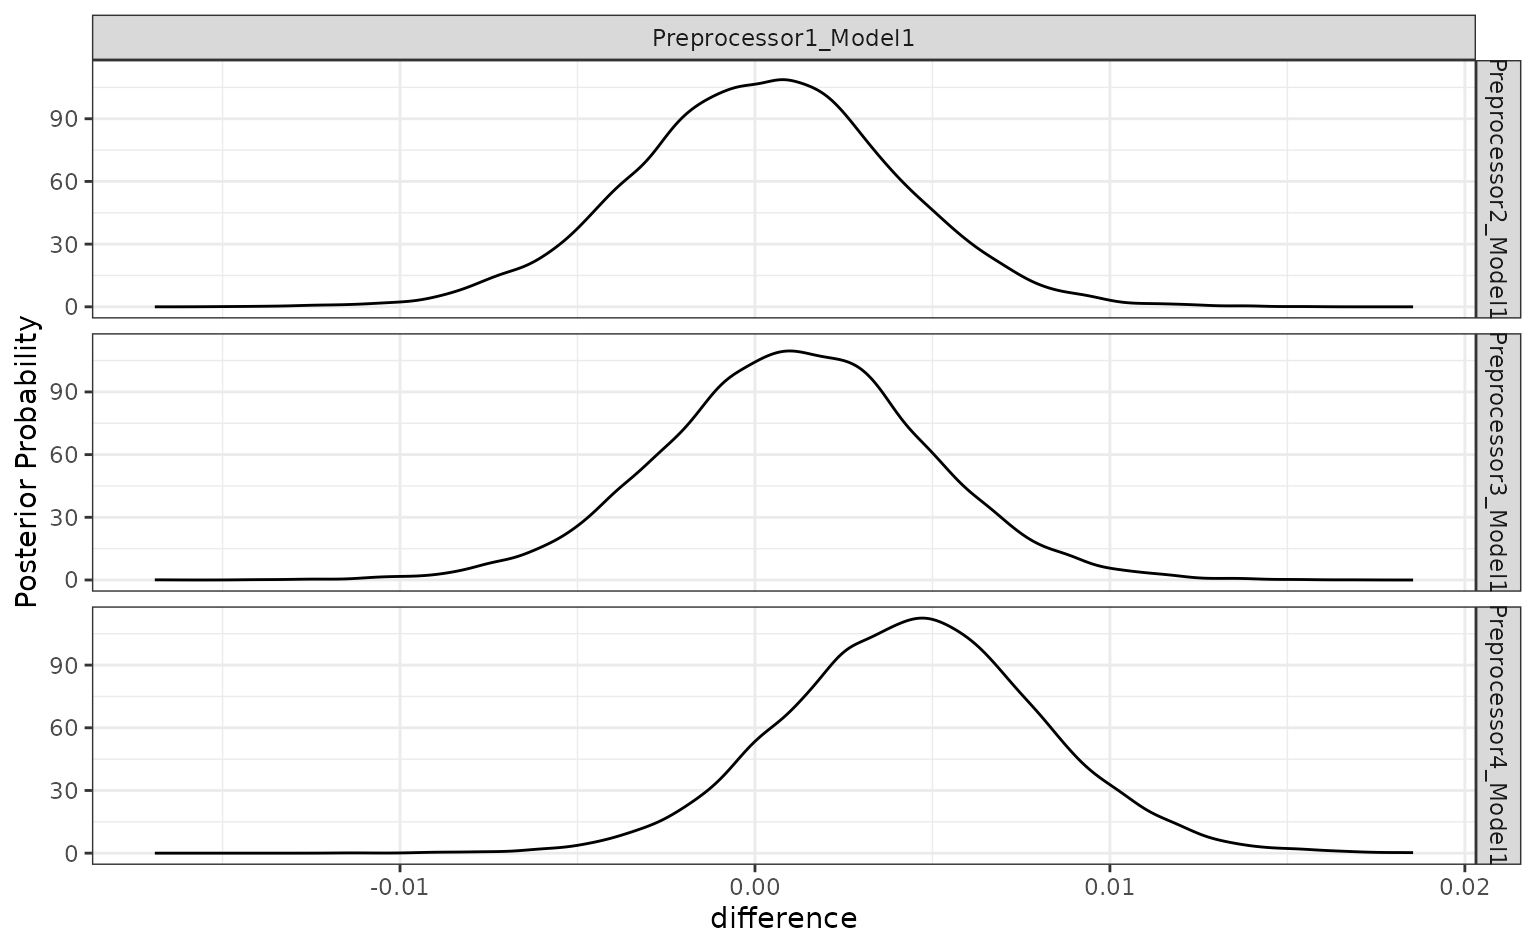 Preprocessor1_Model1
90
60
30
0
Preprocessor2_Model1
90
60
30
0
Preprocessor3_Model1
90
60
30
0
Preprocessor4_Model1
Posterior Probability
-0.01
0.00
0.01
0.02
difference